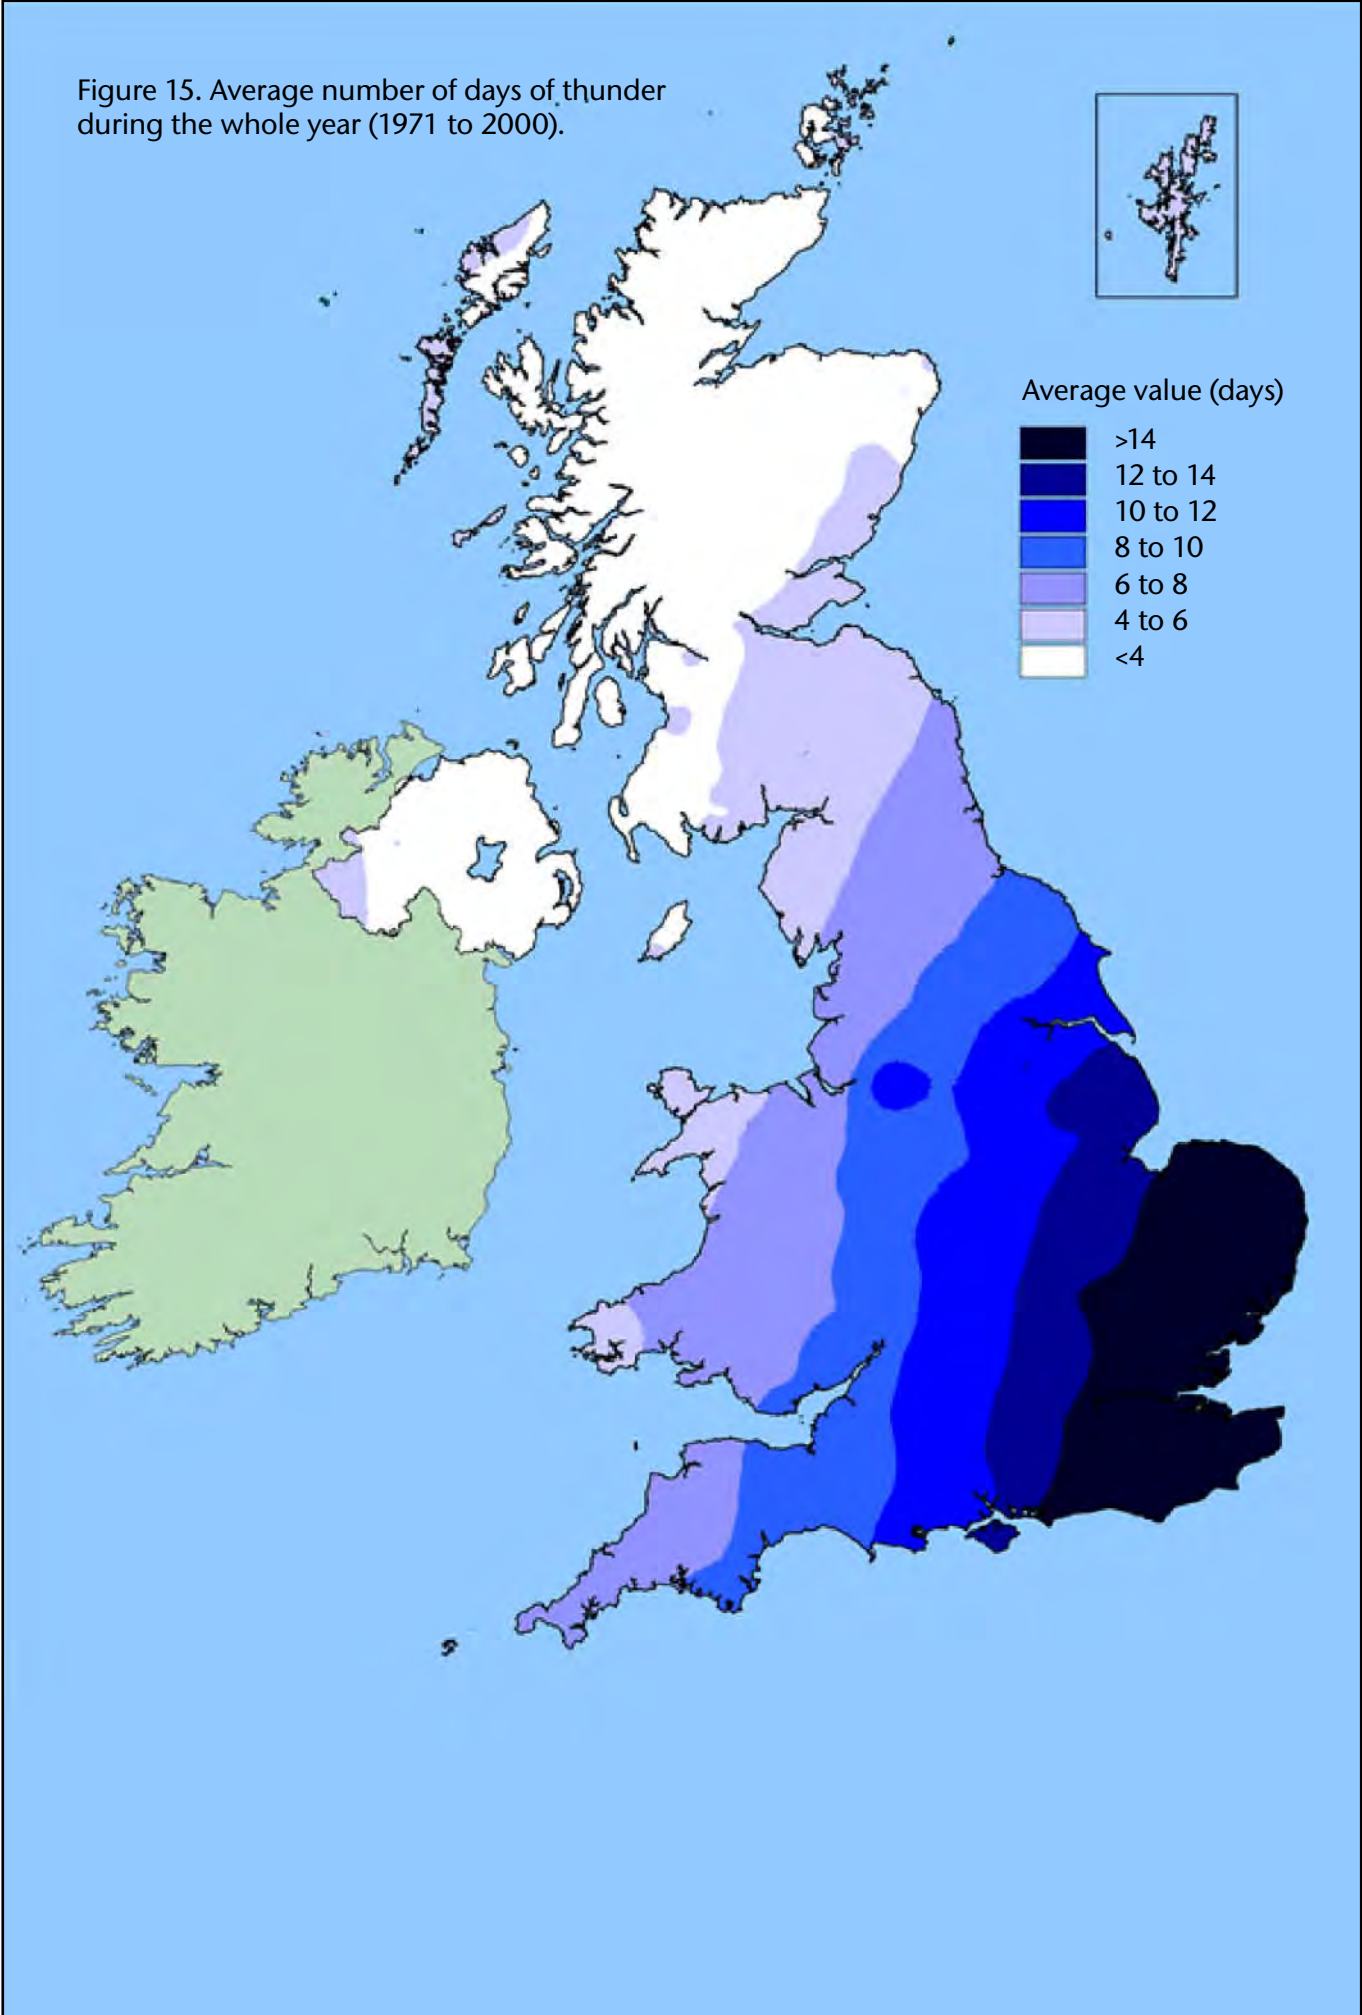 Figure 15. Average number of days of thunder
during the whole year (1971 to 2000).
Average value (days)
>14
12 to 14
10 to 12
8 to 10
6 to 8
4 to 6
<4